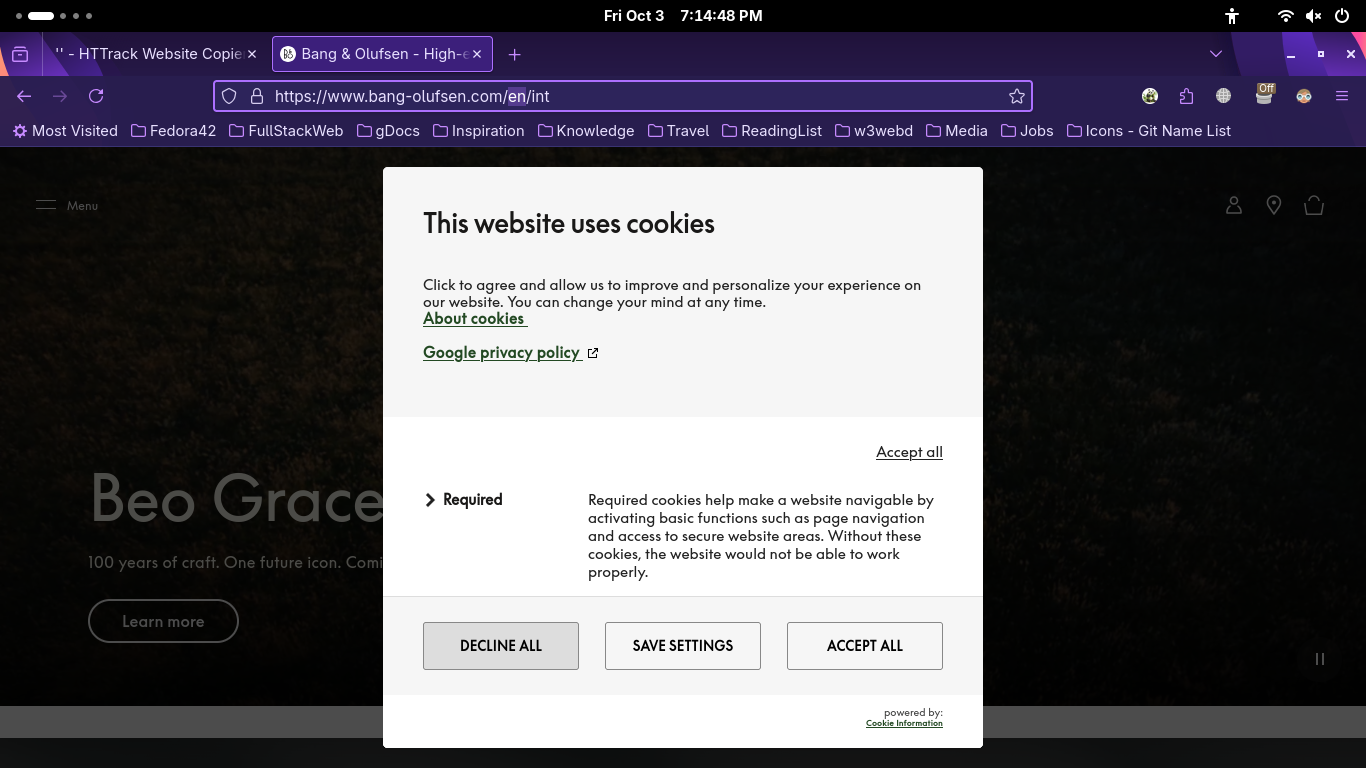 Fri Oct 3 7:14:48 PM
'' - HTTrack Website Copie
Bang & Olufsen - High-e
https://www.bang-olufsen.com/en/int
Off
Most Visited Fedora42 FullStackWeb gDocs Inspiration Knowledge Travel ReadingList w3webd Media Jobs Icons - Git Name List
Menu
This website uses cookies
Click to agree and allow us to improve and personalize your experience on
our website. You can change your mind at any time.
About cookies
Google privacy policy
Accept all
Required
Required cookies help make a website navigable by
activating basic functions such as page navigation
and access to secure website areas. Without these
cookies, the website would not be able to work
properly.
Beo Grace
100 years of craft. One future icon. Comi
Learn more
DECLINE ALL SAVE SETTINGS ACCEPT ALL
powered by:
Cookie Information